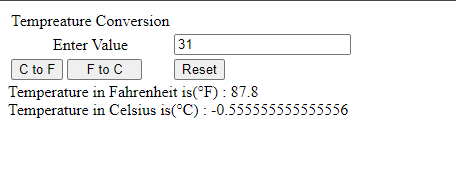 Tempreature Conversion
Enter Value 31
C to F F to C Reset
Temperature in Fahrenheit is(°F) : 87.8
Temperature in Celsius is(°C) : -0.555555555555556